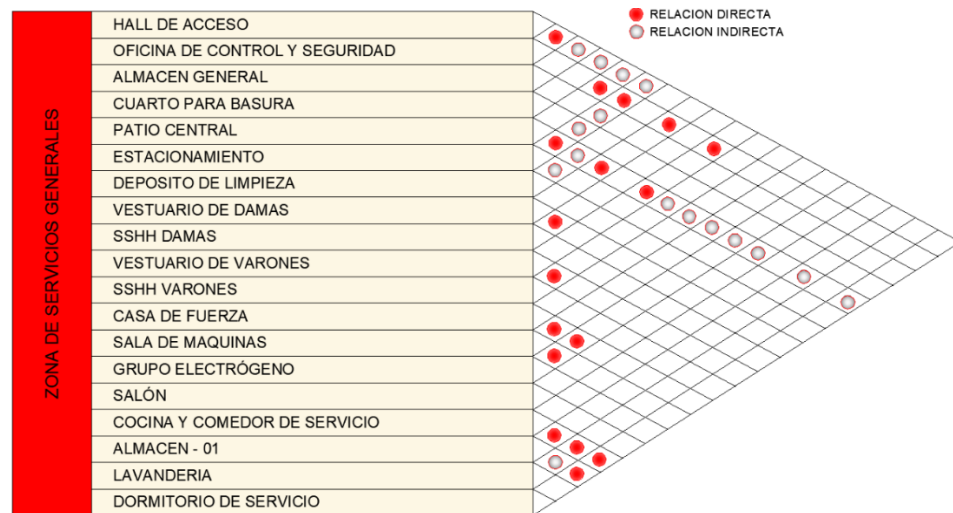 RELACION DIRECTA
RELACION INDIRECTA
ZONA DE SERVICIOS GENERALES
HALL DE ACCESO
OFICINA DE CONTROL Y SEGURIDAD
ALMACEN GENERAL
CUARTO PARA BASURA
PATIO CENTRAL
ESTACIONAMIENTO
DEPOSITO DE LIMPIEZA
VESTUARIO DE DAMAS
SSHH DAMAS
VESTUARIO DE VARONES
SSHH VARONES
CASA DE FUERZA
SALA DE MAQUINAS
GRUPO ELECTRÓGENO
SALÓN
COCINA Y COMEDOR DE SERVICIO
ALMACEN - 01
LAVANDERIA
DORMITORIO DE SERVICIO